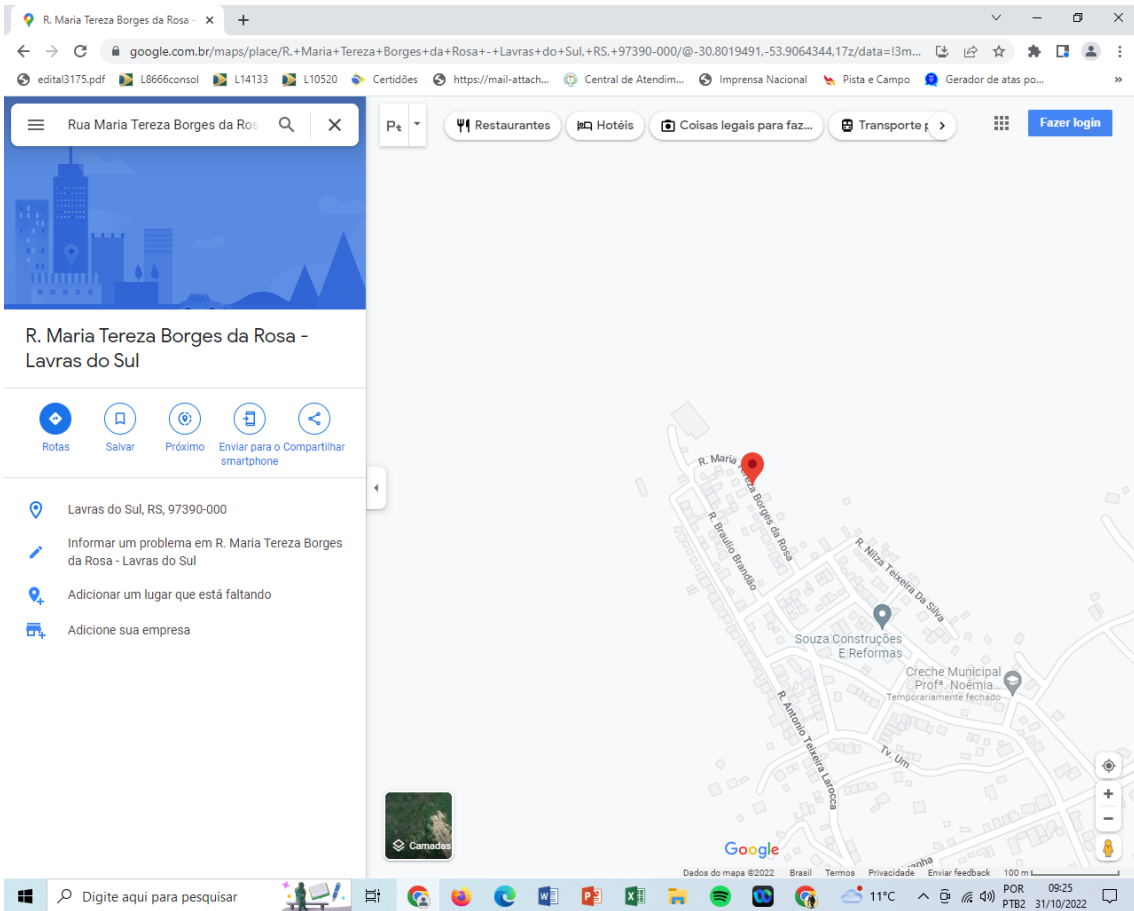 R. Maria Tereza Borges da Rosa -
google.com.br/maps/place/R.+Maria+Tereza+Borges+da+Rosa+-+Lavras+do+Sul,+RS,+97390-000/@-30.8019491,-53.9064344,17z/data=!3m...
edital3175.pdf L8666consol L14133 L10520 Certidões https://mail-attach... Central de Atendim... Imprensa Nacional Pista e Campo Gerador de atas po... »
Rua Maria Tereza Borges da Ros
Restaurantes Hotéis Coisas legais para faz... Transporte p
Fazer login
R. Maria Tereza Borges da Rosa -
Lavras do Sul
Rotas Salvar Próximo Enviar para o Compartilhar
smartphone
Lavras do Sul, RS, 97390-000
Informar um problema em R. Maria Tereza Borges
da Rosa - Lavras do Sul
Adicionar um lugar que está faltando
Adicione sua empresa
R. Maria Tereza Borges da Rosa
R. Braulio Brandão
R. Nilza Teixeira Da Silva
Souza Construções
E Reformas
Creche Municipal
Profª. Noêmia...
Temporariamente fechado
R. Antonio Teixeira Larocca
Tv. Um
Camadas
Google
Dados do mapa ©2022 Brasil Termos Privacidade Enviar feedback 100 m
Digite aqui para pesquisar
11°C
POR
PTB2
09:25
31/10/2022